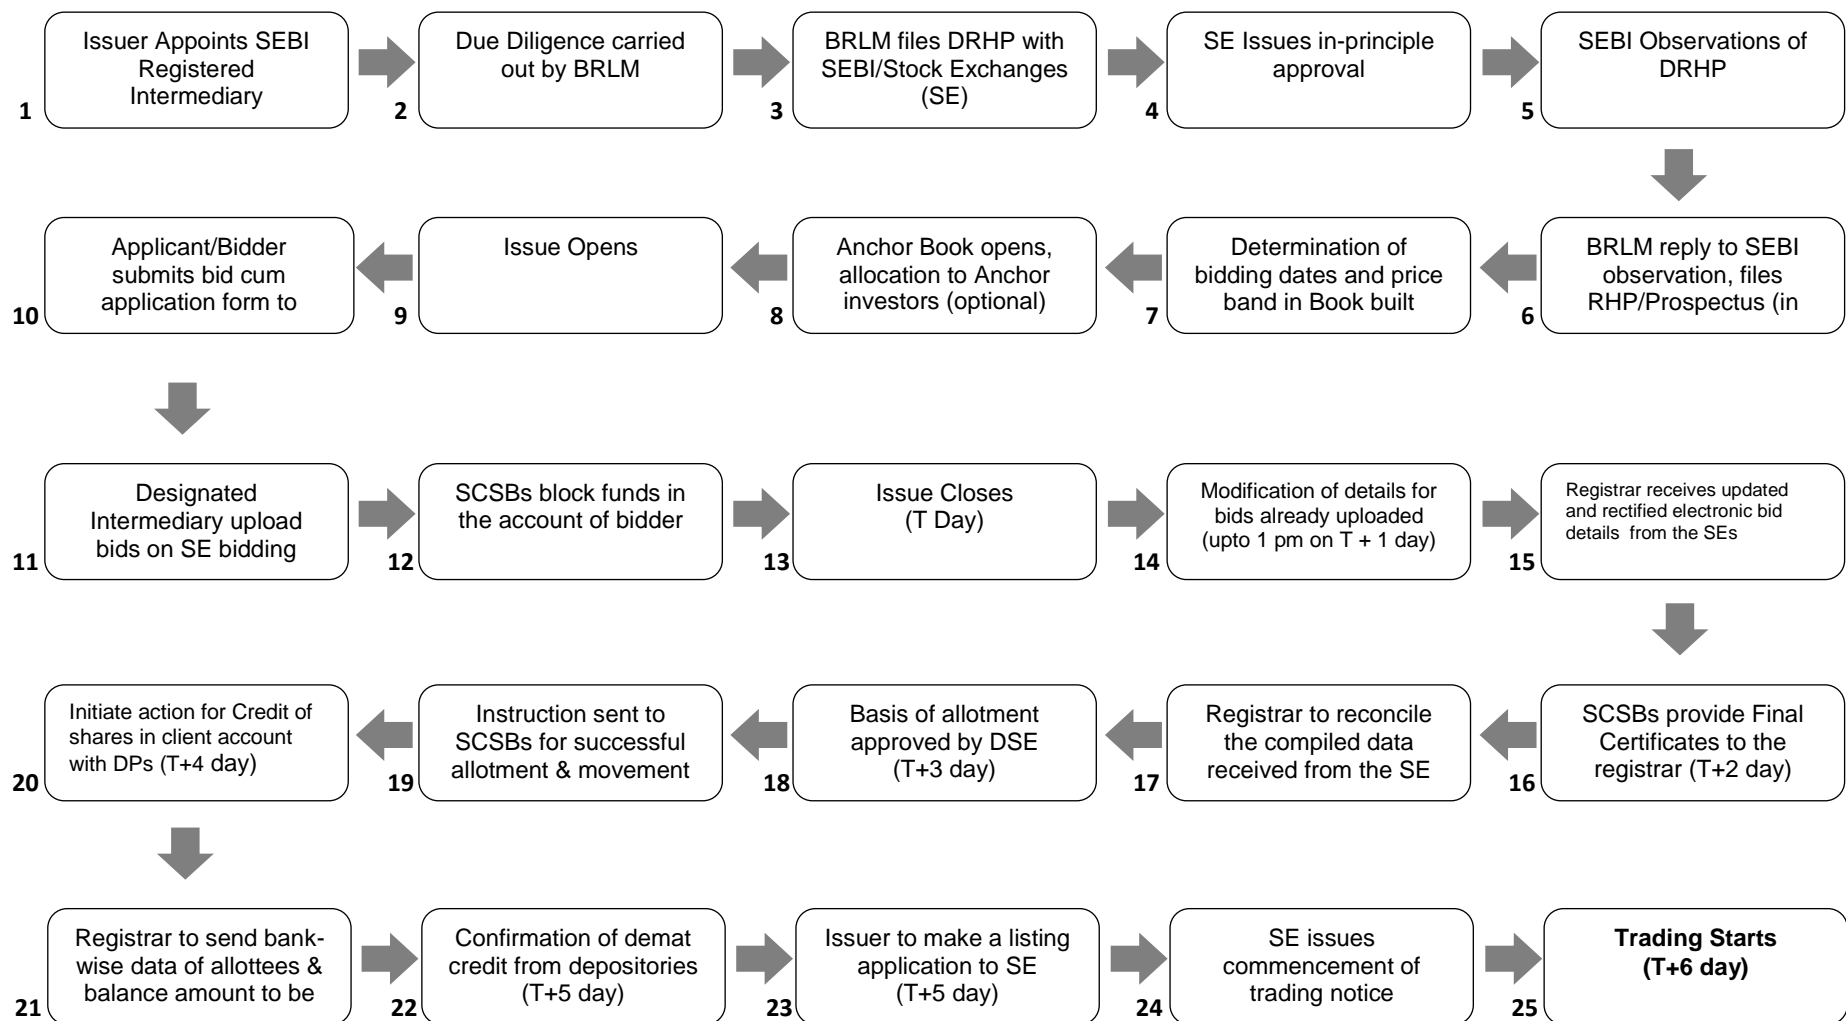 Issuer Appoints SEBI
Registered
Intermediary
1
Due Diligence carried
out by BRLM
2
BRLM files DRHP with
SEBI/Stock Exchanges
(SE)
3
SE Issues in-principle
approval
4
SEBI Observations of
DRHP
5
BRLM reply to SEBI
observation, files
RHP/Prospectus (in
6
Determination of
bidding dates and price
band in Book built
7
Anchor Book opens,
allocation to Anchor
investors (optional)
8
Issue Opens
9
Applicant/Bidder
submits bid cum
application form to
10
Designated
Intermediary upload
bids on SE bidding
11
SCSBs block funds in
the account of bidder
12
Issue Closes
(T Day)
13
Modification of details for
bids already uploaded
(upto 1 pm on T + 1 day)
14
Registrar receives updated
and rectified electronic bid
details from the SEs
15
SCSBs provide Final
Certificates to the
registrar (T+2 day)
16
Registrar to reconcile
the compiled data
received from the SE
17
Basis of allotment
approved by DSE
(T+3 day)
18
Instruction sent to
SCSBs for successful
allotment & movement
19
Initiate action for Credit of
shares in client account
with DPs (T+4 day)
20
Registrar to send bank-
wise data of allottees &
balance amount to be
21
Confirmation of demat
credit from depositories
(T+5 day)
22
Issuer to make a listing
application to SE
(T+5 day)
23
SE issues
commencement of
trading notice
24
Trading Starts
(T+6 day)
25